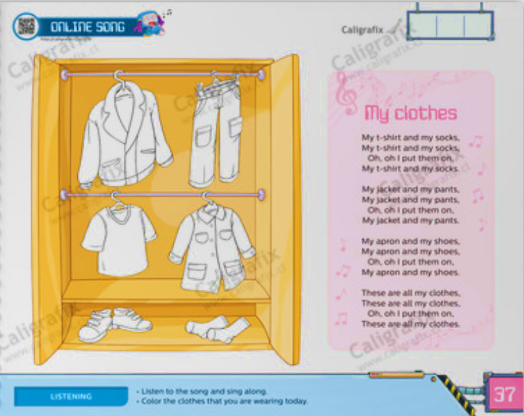 ONLINE SONG
Caligrafix
My clothes
My t-shirt and my socks,
My t-shirt and my socks,
Oh, oh I put them on,
My t-shirt and my socks.
My jacket and my pants,
My jacket and my pants,
Oh, oh I put them on,
My jacket and my pants.
My apron and my shoes,
My apron and my shoes,
Oh, oh I put them on,
My apron and my shoes.
These are all my clothes,
These are all my clothes,
Oh, oh I put them on,
These are all my clothes.
LISTENING
• Listen to the song and sing along.
• Color the clothes that you are wearing today.
37
Caligrafix
www.caligrafix.cl